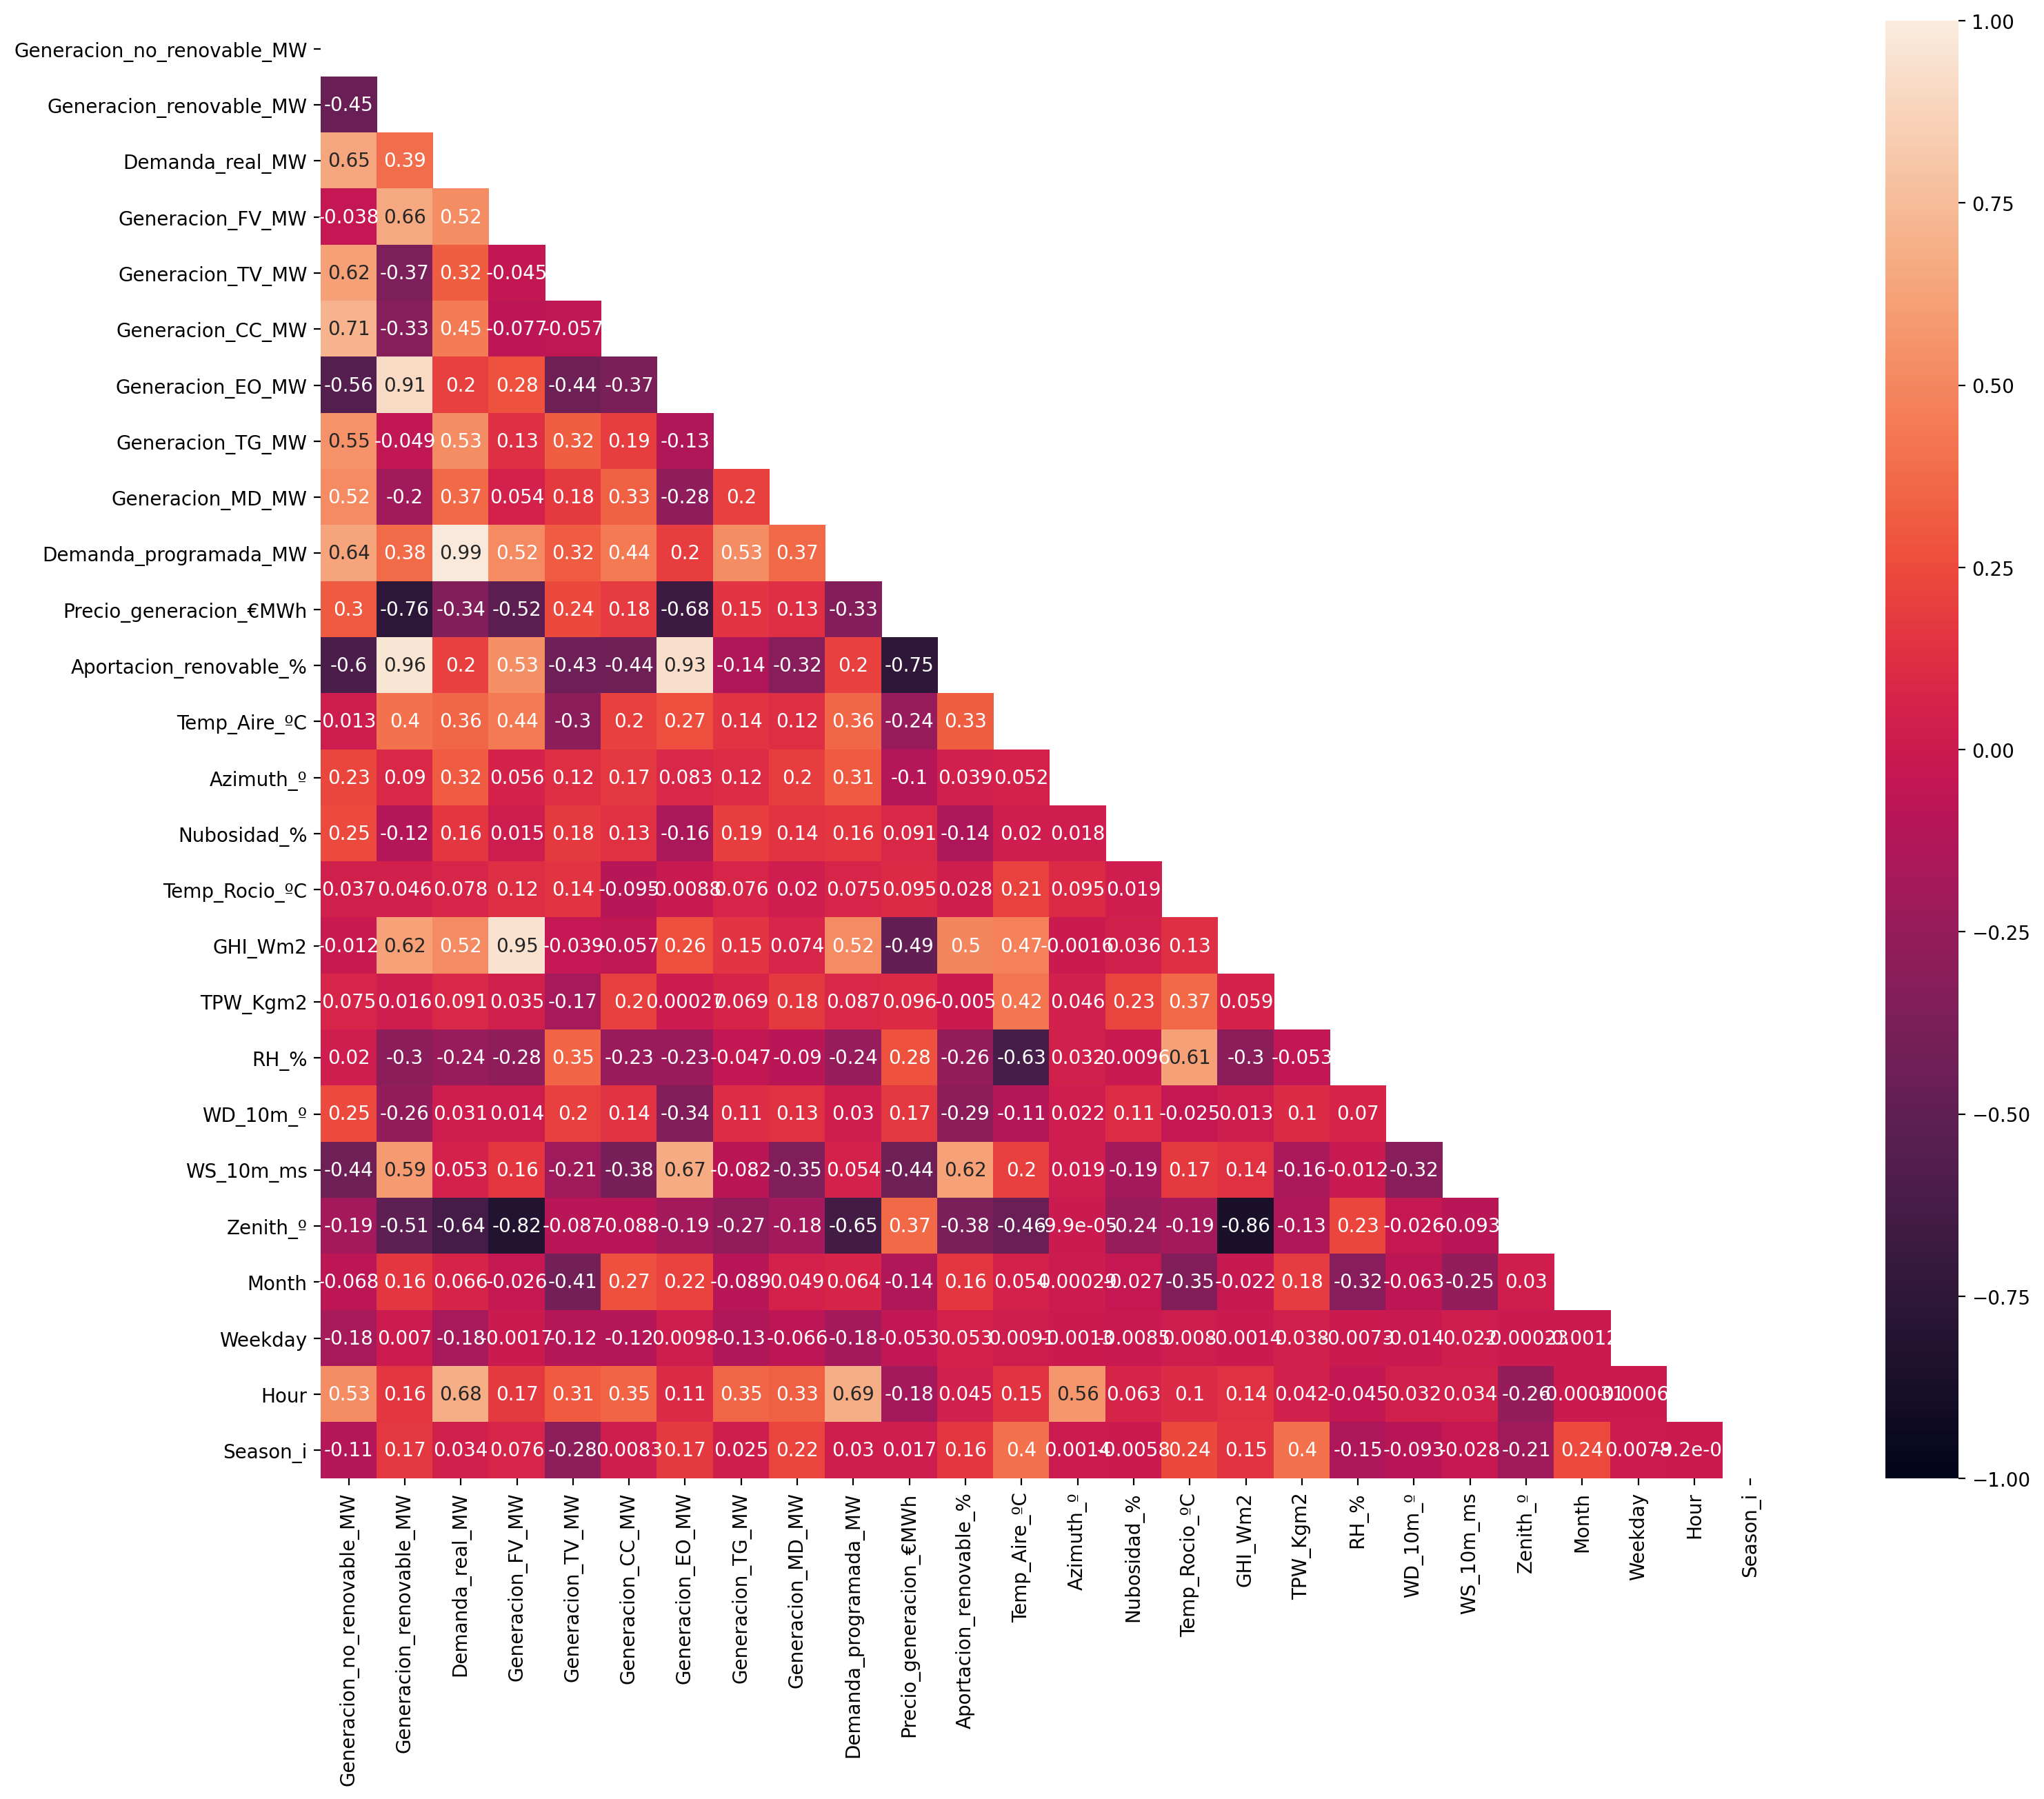 Generacion_no_renovable_MW
Generacion_renovable_MW -0.45
Demanda_real_MW 0.65 0.39
Generacion_FV_MW -0.038 0.66 0.52
Generacion_TV_MW 0.62 -0.37 0.32 -0.045
Generacion_CC_MW 0.71 -0.33 0.45 -0.077 -0.057
Generacion_EO_MW -0.56 0.91 0.2 0.28 -0.44 -0.37
Generacion_TG_MW 0.55 -0.049 0.53 0.13 0.32 0.19 -0.13
Generacion_MD_MW 0.52 -0.2 0.37 0.054 0.18 0.33 -0.28 0.2
Demanda_programada_MW 0.64 0.38 0.99 0.52 0.32 0.44 0.2 0.53 0.37
Precio_generacion_€MWh 0.3 -0.76 -0.34 -0.52 0.24 0.18 -0.68 0.15 0.13 -0.33
Aportacion_renovable_% -0.6 0.96 0.2 0.53 -0.43 -0.44 0.93 -0.14 -0.32 0.2 -0.75
Temp_Aire_ºC 0.4 0.36 0.44 -0.3 0.2 0.27 0.14 0.12 0.36 -0.24 0.33
Azimuth_º 0.23 0.09 0.32 0.056 0.12 0.17 0.083 0.12 0.2 0.31 -0.1 0.039 0.052
Nubosidad_% 0.25 -0.12 0.16 0.015 0.18 0.13 -0.16 0.19 0.14 0.16 0.091 -0.14 0.02 0.018
Temp_Rocio_ºC 0.037 0.046 0.078 0.12 0.14 -0.095 0.076 0.02 0.075 0.095 0.028 0.21 0.095 0.019
GHI_Wm2 -0.012 0.62 0.52 0.95 -0.039 -0.057 0.26 0.15 0.074 0.52 -0.49 0.5 0.47 -0.0016 0.036 0.13
TPW_Kgm2 0.075 0.016 0.091 0.035 -0.17 0.2 0.00027 0.069 0.18 0.087 0.096 -0.005 0.42 0.046 0.23 0.37 0.059
RH_% 0.02 -0.3 -0.24 -0.28 0.35 -0.23 -0.23 -0.047 -0.09 -0.24 0.28 -0.26 -0.63 0.032 -0.0096 0.61 -0.3 -0.053
WD_10m_º 0.25 -0.26 0.031 0.014 0.2 0.14 -0.34 0.11 0.13 0.03 0.17 -0.29 -0.11 0.022 0.11 -0.025 0.013 0.1 0.07
WS_10m_ms -0.44 0.59 0.053 0.16 -0.21 -0.38 0.67 -0.082 -0.35 0.054 -0.44 0.62 0.2 0.019 -0.19 0.17 0.14 -0.16 -0.012 -0.32
Zenith_º -0.19 -0.51 -0.64 -0.82 -0.087 -0.088 -0.19 -0.27 -0.18 -0.65 0.37 -0.38 -0.46 -9.9e-05 -0.24 -0.19 -0.86 -0.13 0.23 -0.026 -0.093
Month -0.068 0.16 0.066 -0.026 -0.41 0.27 0.22 -0.089 0.049 0.064 -0.14 0.16 0.054 -0.027 -0.35 -0.022 0.18 -0.32 -0.063 -0.25 0.03
Weekday -0.18 0.007 -0.18 -0.0017 -0.12 -0.12 0.0098 -0.13 -0.066 -0.18 -0.053 0.053 0.0091 -0.0013 -0.0085 -0.0073 -0.014
Hour 0.53 0.16 0.68 0.17 0.31 0.35 0.11 0.35 0.33 0.69 -0.18 0.045 0.15 0.56 0.063 0.1 0.14 0.042 -0.045 0.032 0.034 -0.26
Season_i -0.11 0.17 0.034 0.076 -0.28 0.0083 0.17 0.025 0.22 0.03 0.017 0.16 0.4 0.0014 -0.0058 0.24 0.15 0.4 -0.15 -0.093 -0.028 -0.21 0.24
Generacion_no_renovable_MW
Generacion_renovable_MW
Demanda_real_MW
Generacion_FV_MW
Generacion_TV_MW
Generacion_CC_MW
Generacion_EO_MW
Generacion_TG_MW
Generacion_MD_MW
Demanda_programada_MW
Precio_generacion_€MWh
Aportacion_renovable_%
Temp_Aire_ºC
Azimuth_º
Nubosidad_%
Temp_Rocio_ºC
GHI_Wm2
TPW_Kgm2
RH_%
WD_10m_º
WS_10m_ms
Zenith_º
Month
Weekday
Hour
Season_i
1.00
0.75
0.50
0.25
0.00
−0.25
−0.50
−0.75
−1.00